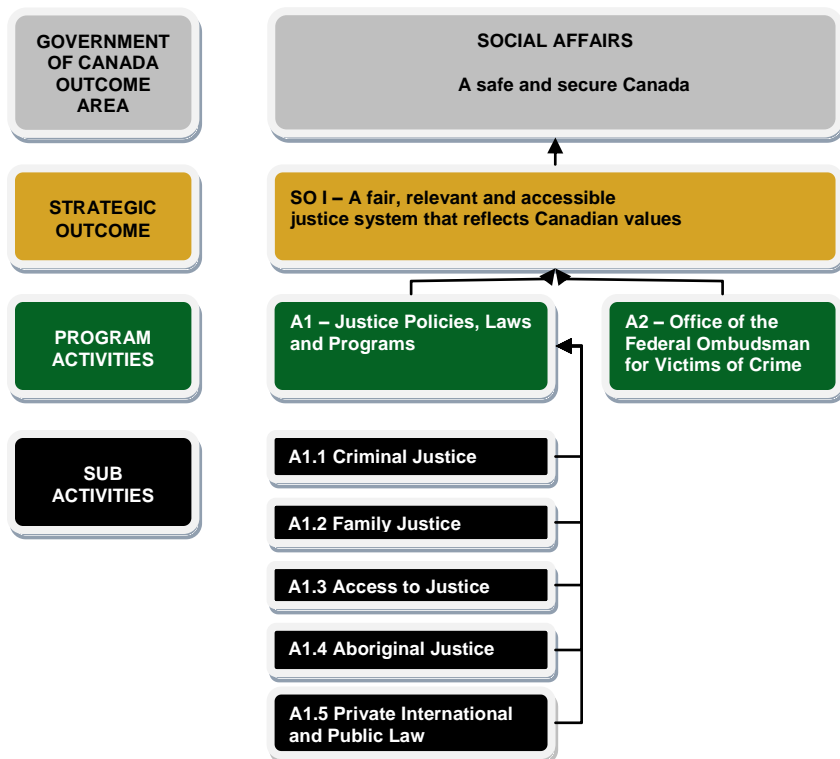 GOVERNMENT
OF CANADA
OUTCOME
AREA
SOCIAL AFFAIRS
A safe and secure Canada
STRATEGIC
OUTCOME
SO I – A fair, relevant and accessible
justice system that reflects Canadian values
PROGRAM
ACTIVITIES
A1 – Justice Policies, Laws
and Programs
A2 – Office of the
Federal Ombudsman
for Victims of Crime
SUB
ACTIVITIES
A1.1 Criminal Justice
A1.2 Family Justice
A1.3 Access to Justice
A1.4 Aboriginal Justice
A1.5 Private International
and Public Law